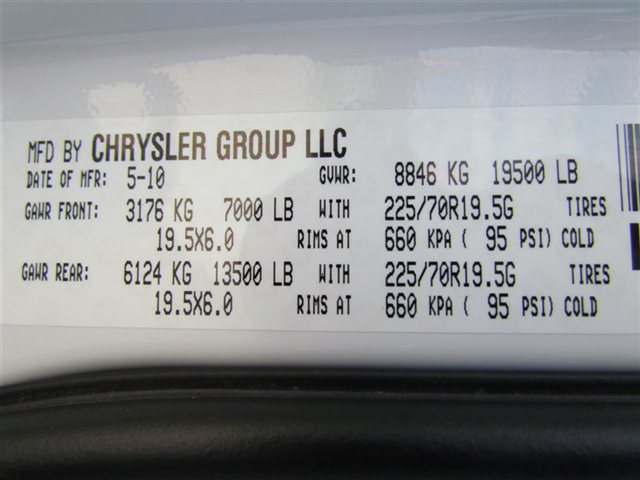 MFD BY CHRYSLER GROUP LLC
DATE OF MFR: 5-10 GVWR: 8846 KG 19500 LB
GAWR FRONT: 3176 KG 7000 LB WITH 225/70R19.5G TIRES
19.5X6.0 RIMS AT 660 KPA ( 95 PSI) COLD
GAWR REAR: 6124 KG 13500 LB WITH 225/70R19.5G TIRES
19.5X6.0 RIMS AT 660 KPA ( 95 PSI) COLD